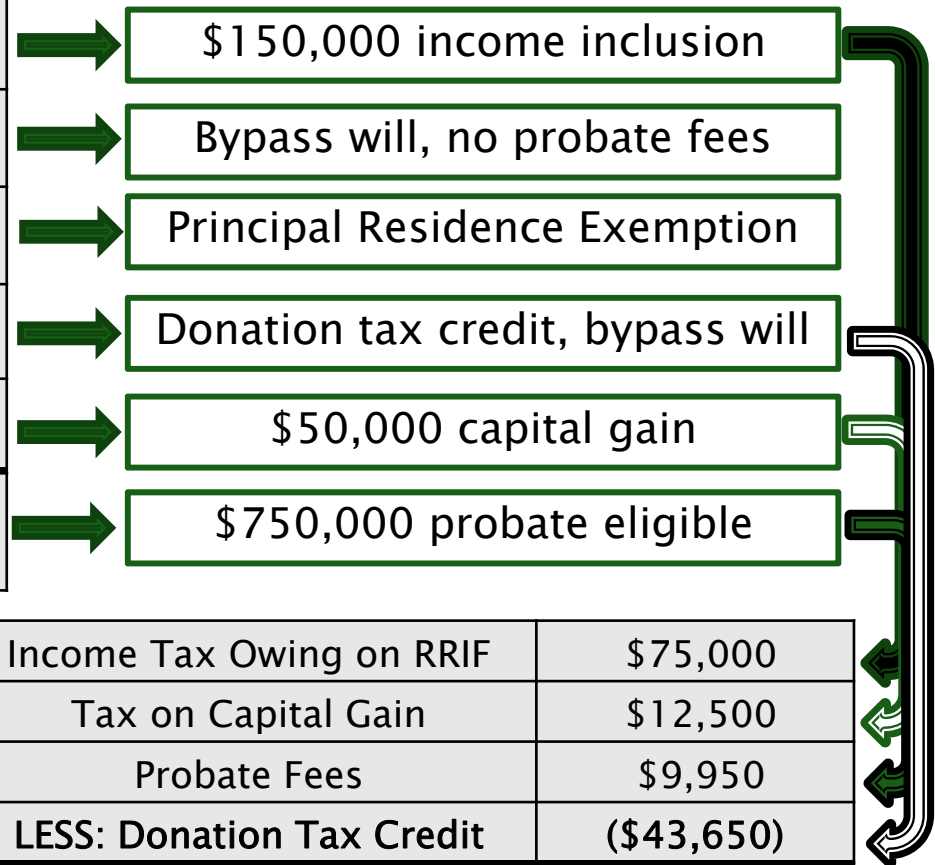 $150,000 income inclusion
Bypass will, no probate fees
Principal Residence Exemption
Donation tax credit, bypass will
$50,000 capital gain
$750,000 probate eligible
Income Tax Owing on RRIF $75,000
Tax on Capital Gain $12,500
Probate Fees $9,950
LESS: Donation Tax Credit ($43,650)